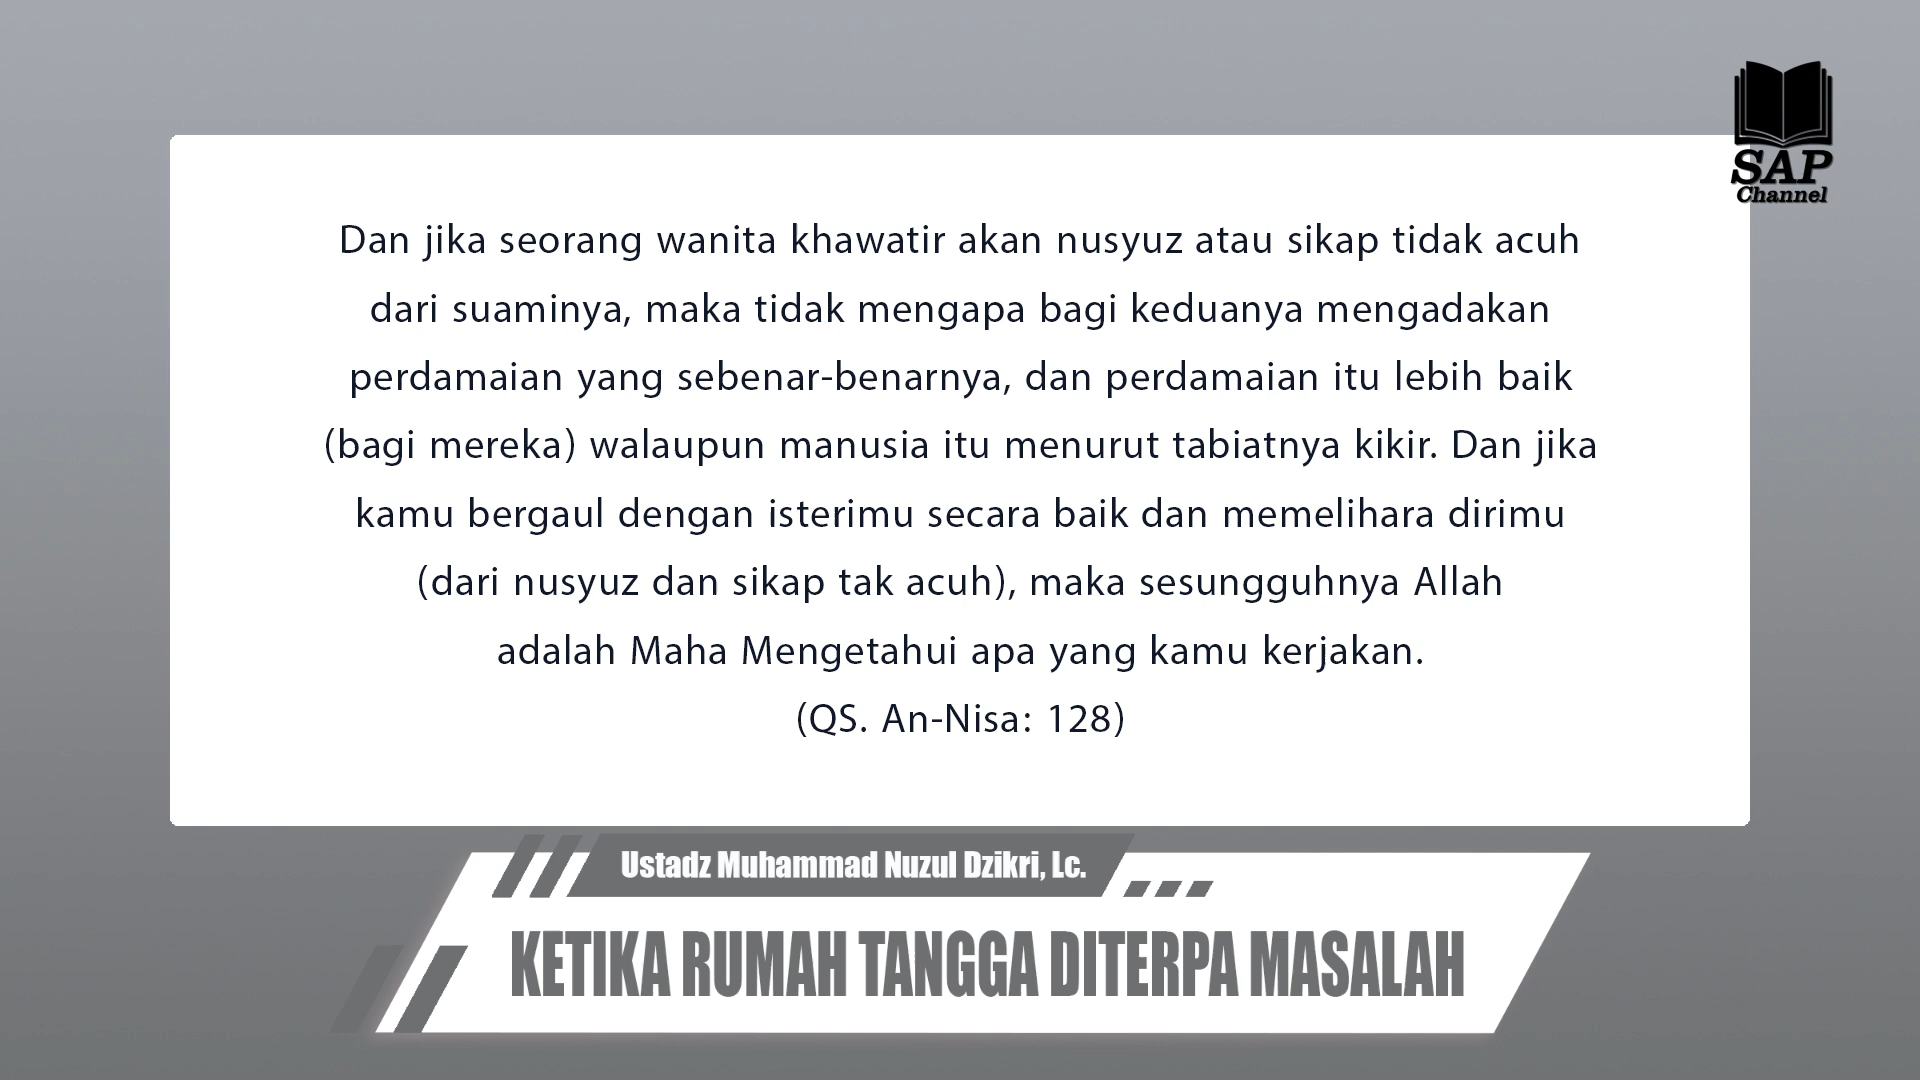 SAP
Channel
Dan jika seorang wanita khawatir akan nusyuz atau sikap tidak acuh
dari suaminya, maka tidak mengapa bagi keduanya mengadakan
perdamaian yang sebenar-benarnya, dan perdamaian itu lebih baik
(bagi mereka) walaupun manusia itu menurut tabiatnya kikir. Dan jika
kamu bergaul dengan isterimu secara baik dan memelihara dirimu
(dari nusyuz dan sikap tak acuh), maka sesungguhnya Allah
adalah Maha Mengetahui apa yang kamu kerjakan.
(QS. An-Nisa: 128)
Ustadz Muhammad Nuzul Dzikri, Lc.
KETIKA RUMAH TANGGA DITERPA MASALAH